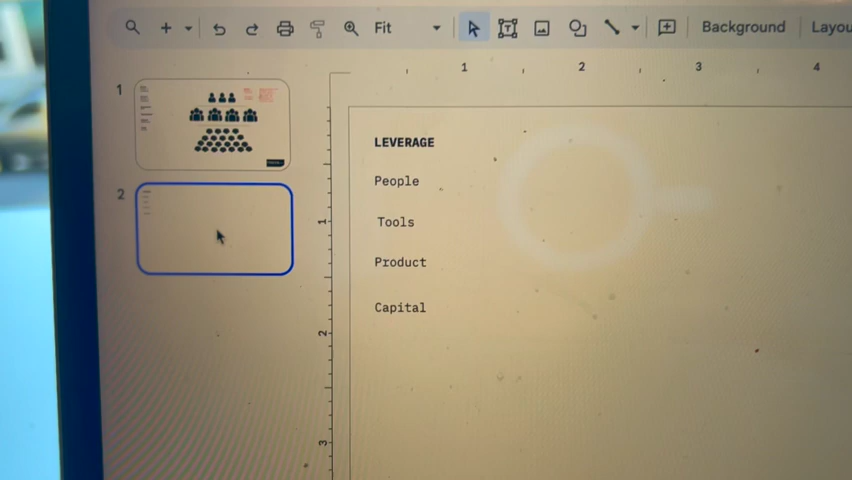 Fit
Background
Layou
1
2
3
4
1
2
1
2
3
LEVERAGE
People
Tools
Product
Capital